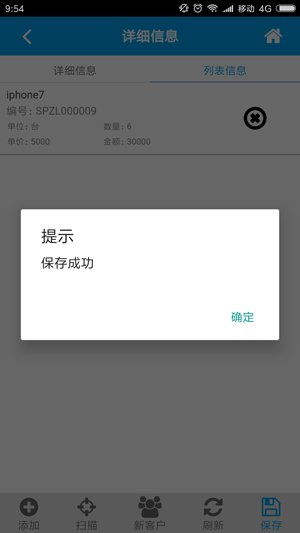 9:54 移动 4G
详细信息
详细信息 列表信息
iphone7
编号: SPZL000009
单位: 台 数量: 6
单价: 5000 金额: 30000
提示
保存成功
确定
添加 扫描 新客户 刷新 保存